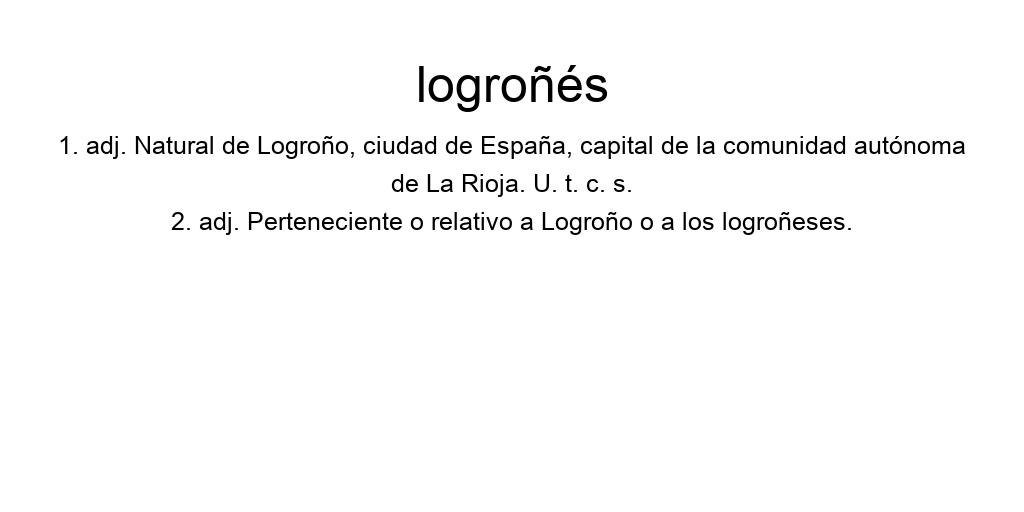 logroñés
1. adj. Natural de Logroño, ciudad de España, capital de la comunidad autónoma
de La Rioja. U. t. c. s.
2. adj. Perteneciente o relativo a Logroño o a los logroñeses.